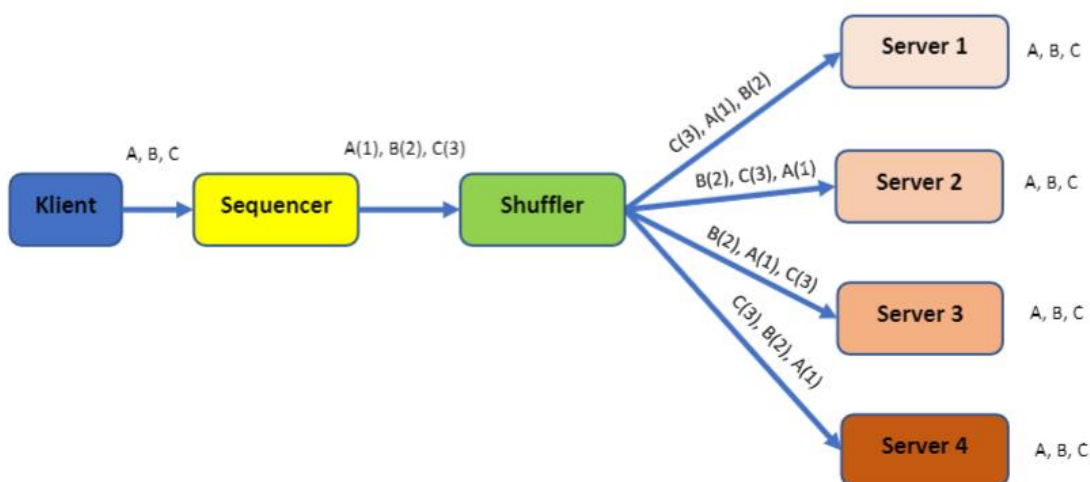 Klient
A, B, C
Sequencer
A(1), B(2), C(3)
Shuffler
C(3), A(1), B(2)
B(2), C(3), A(1)
B(2), A(1), C(3)
C(3), B(2), A(1)
Server 1
A, B, C
Server 2
A, B, C
Server 3
A, B, C
Server 4
A, B, C